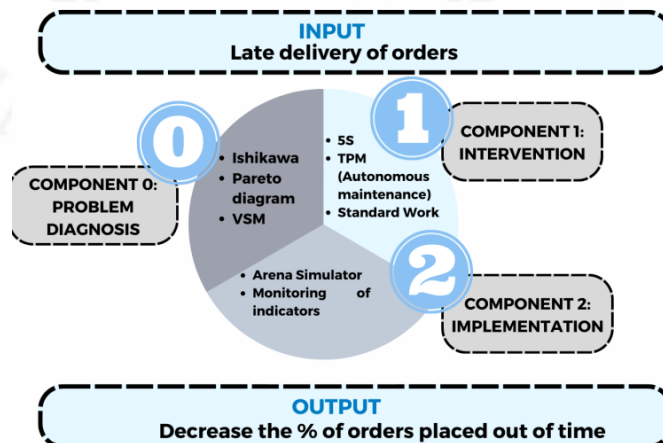 INPUT
Late delivery of orders
0
1
COMPONENT 1:
INTERVENTION
• 5S
• TPM
(Autonomous
maintenance)
• Standard Work
• Ishikawa
• Pareto
diagram
• VSM
COMPONENT 0:
PROBLEM
DIAGNOSIS
2
• Arena Simulator
• Monitoring of
indicators
COMPONENT 2:
IMPLEMENTATION
OUTPUT
Decrease the % of orders placed out of time